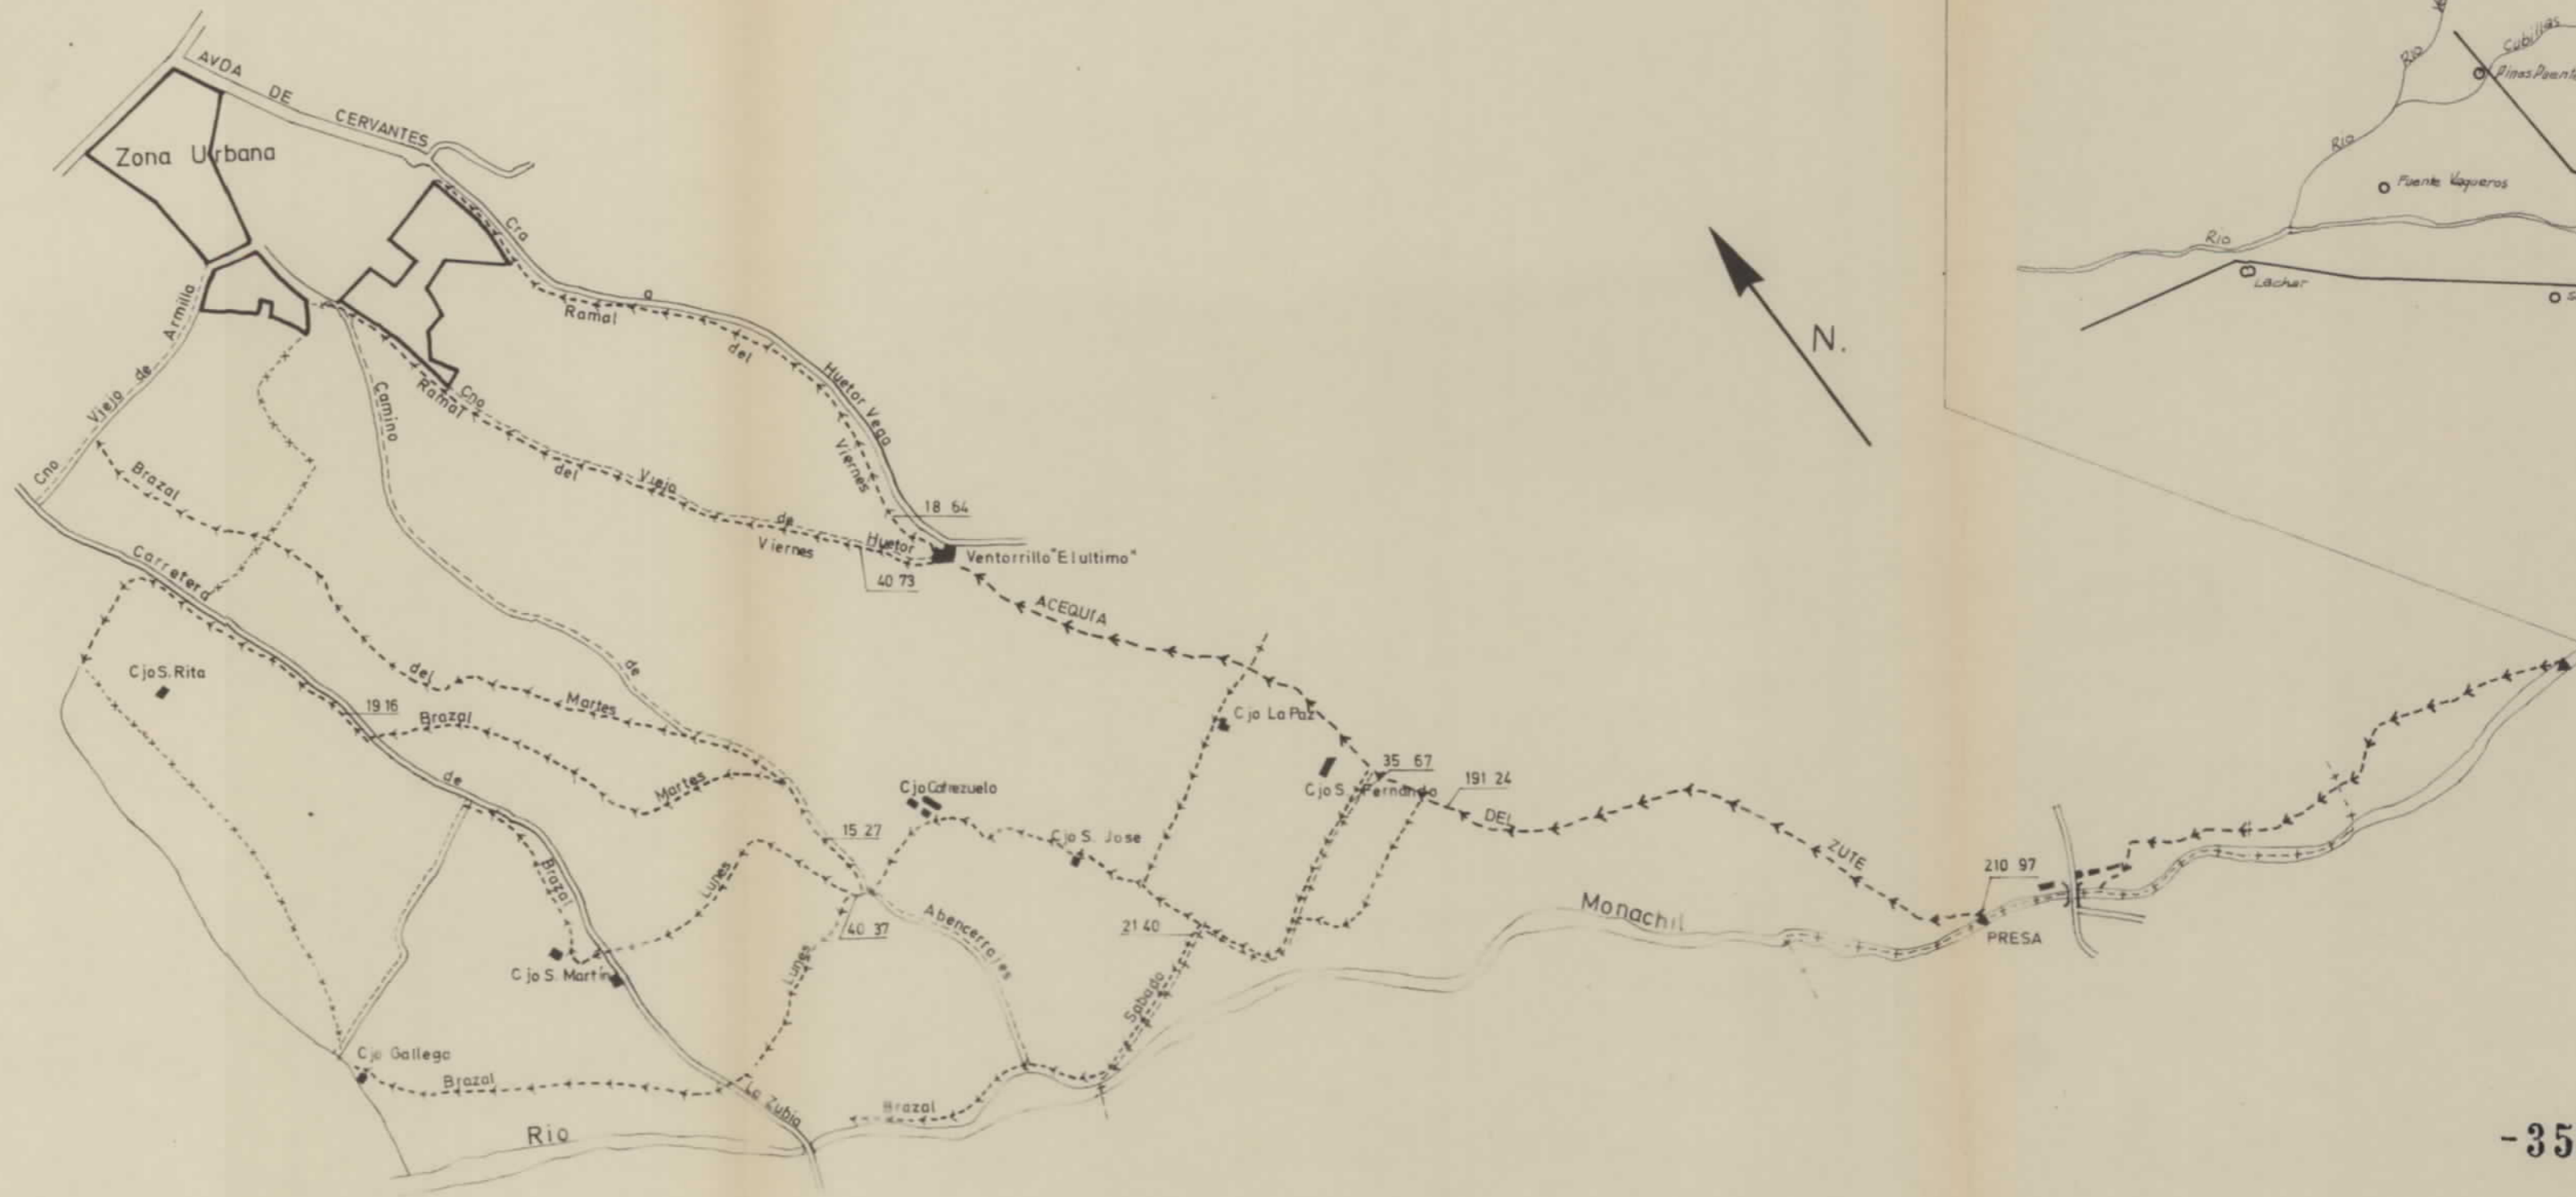 AVDA DE CERVANTES
Zona Urbana
Cra a Huetor Vega
Ramal del Viernes
Cno Viejo de Armilla
Cno Viejo de Huetor
Ramal del Viernes
Camino de Abencerrajes
18 64
40 73
Ventorrillo "El ultimo"
ACEQUIA DEL ZUTE
N.
Brazal del Martes
Carretera de La Zubia
Cjo S. Rita
19 16
Brazal Martes
Cjo La Paz
35 67
191 24
Cjo S. Fernando
Cjo Cotrezuelo
Cjo S. Jose
15 27
Brazal Lunes
40 37
21 40
Lunes
Sabado
Cjo S. Martin
Cjo Gallego
Brazal
Brazal
Rio Monachil
210 97
PRESA
Rio
Cubillas
Pinos Puente
Rio
Fuente Vaqueros
Rio
Lachar
-35